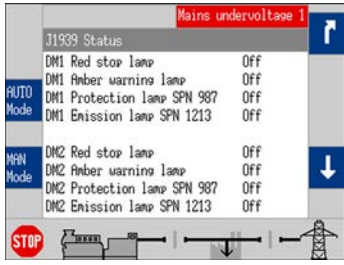 Mains undervoltage 1
J1939 Status
DM1 Red stop lamp Off
DM1 Amber warning lamp Off
DM1 Protection lamp SPN 987 Off
DM1 Emission lamp SPN 1213 Off
DM2 Red stop lamp Off
DM2 Amber warning lamp Off
DM2 Protection lamp SPN 987 Off
DM2 Emission lamp SPN 1213 Off
AUTO
Mode
MAN
Mode
STOP